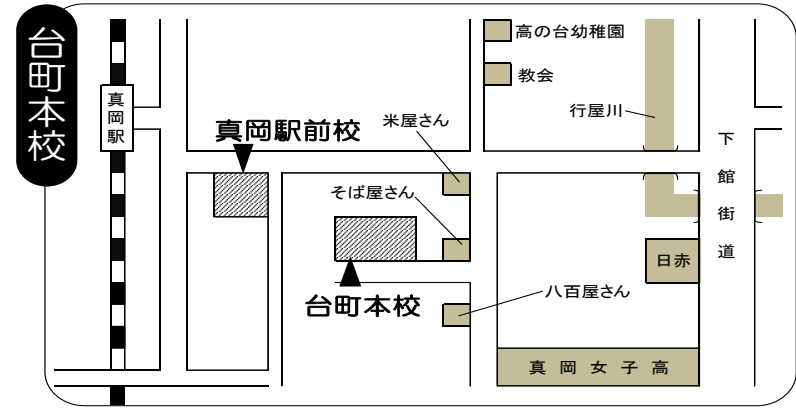 台町本校
高の台幼稚園
教会
真岡駅
行屋川
米屋さん
真岡駅前校
下館街道
そば屋さん
日赤
八百屋さん
台町本校
真岡女子高